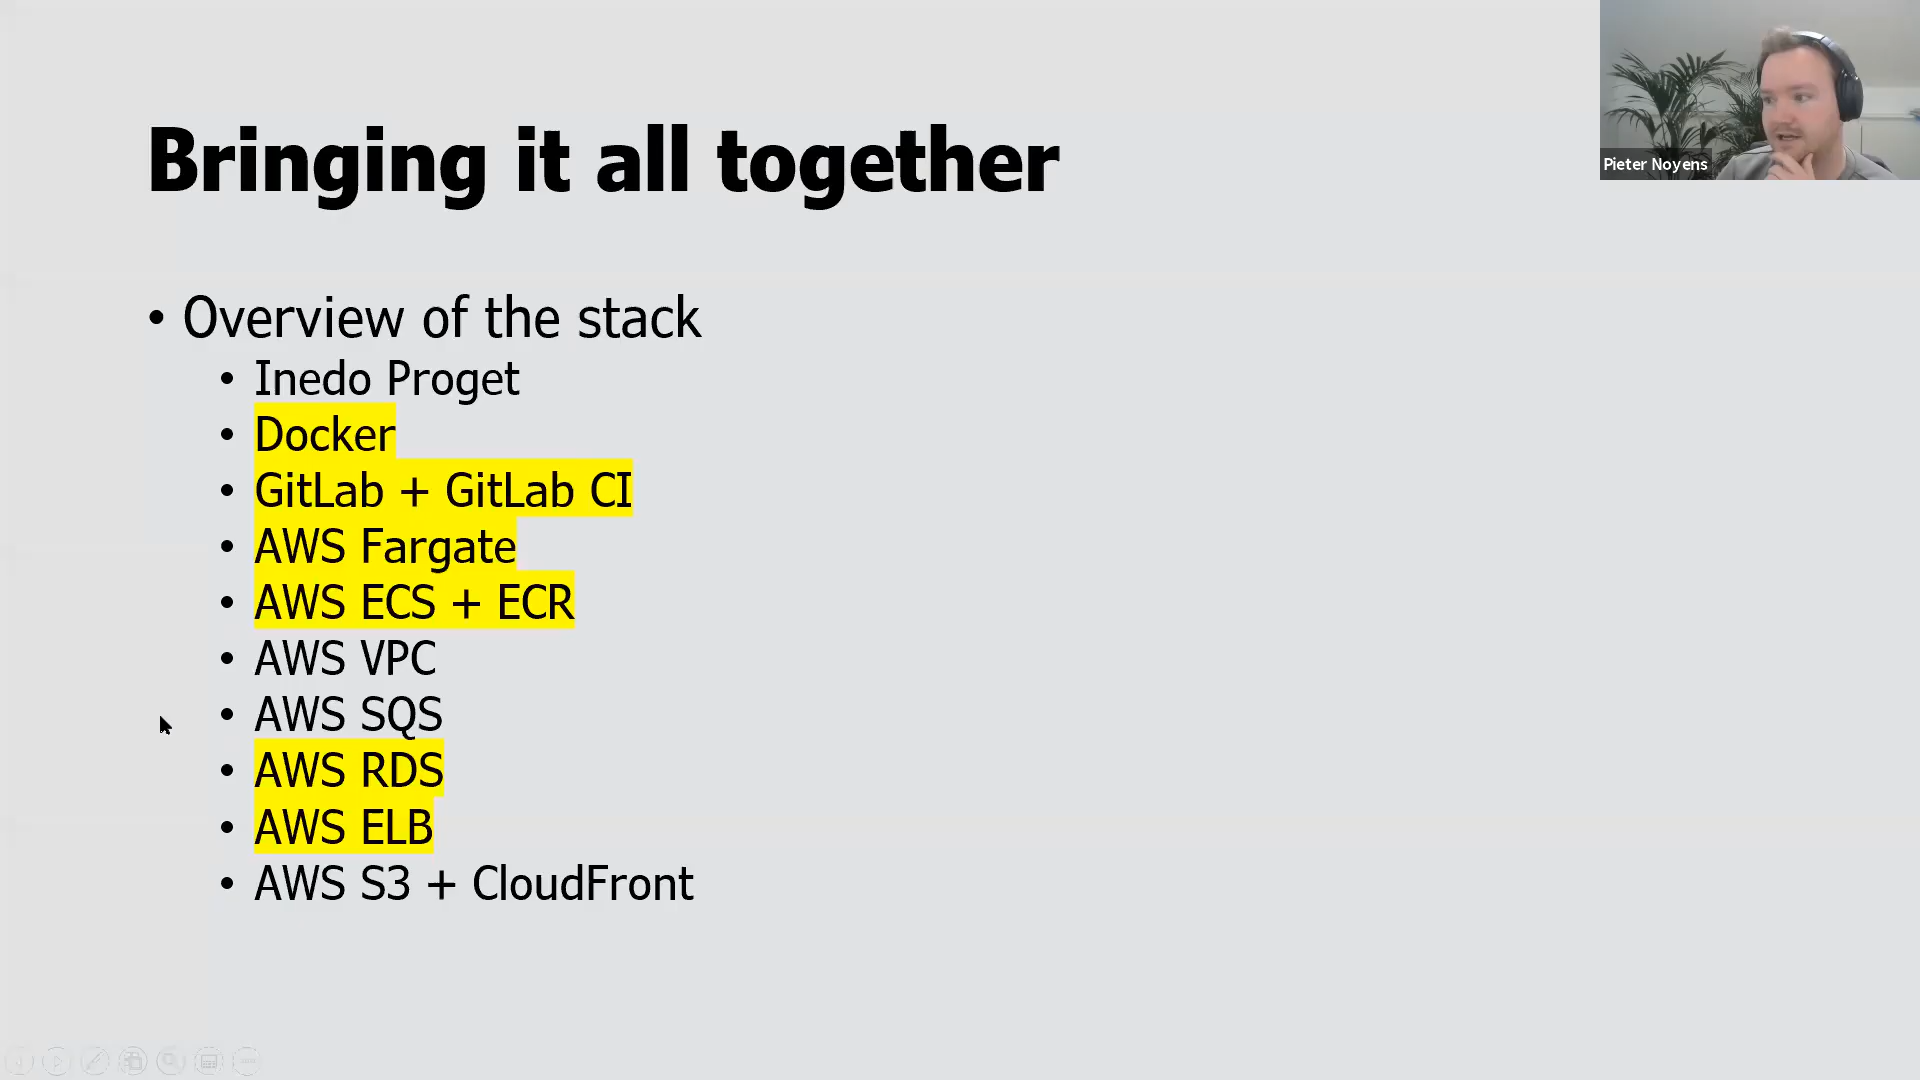 Bringing it all together
Pieter Noyens
• Overview of the stack
• Inedo Proget
• Docker
• GitLab + GitLab CI
• AWS Fargate
• AWS ECS + ECR
• AWS VPC
• AWS SQS
• AWS RDS
• AWS ELB
• AWS S3 + CloudFront